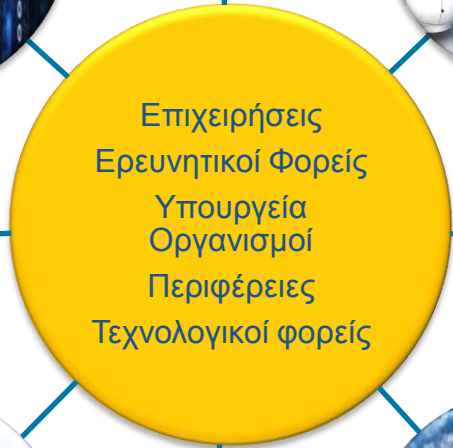 Επιχειρήσεις
Ερευνητικοί Φορείς
Υπουργεία
Οργανισμοί
Περιφέρειες
Τεχνολογικοί φορείς